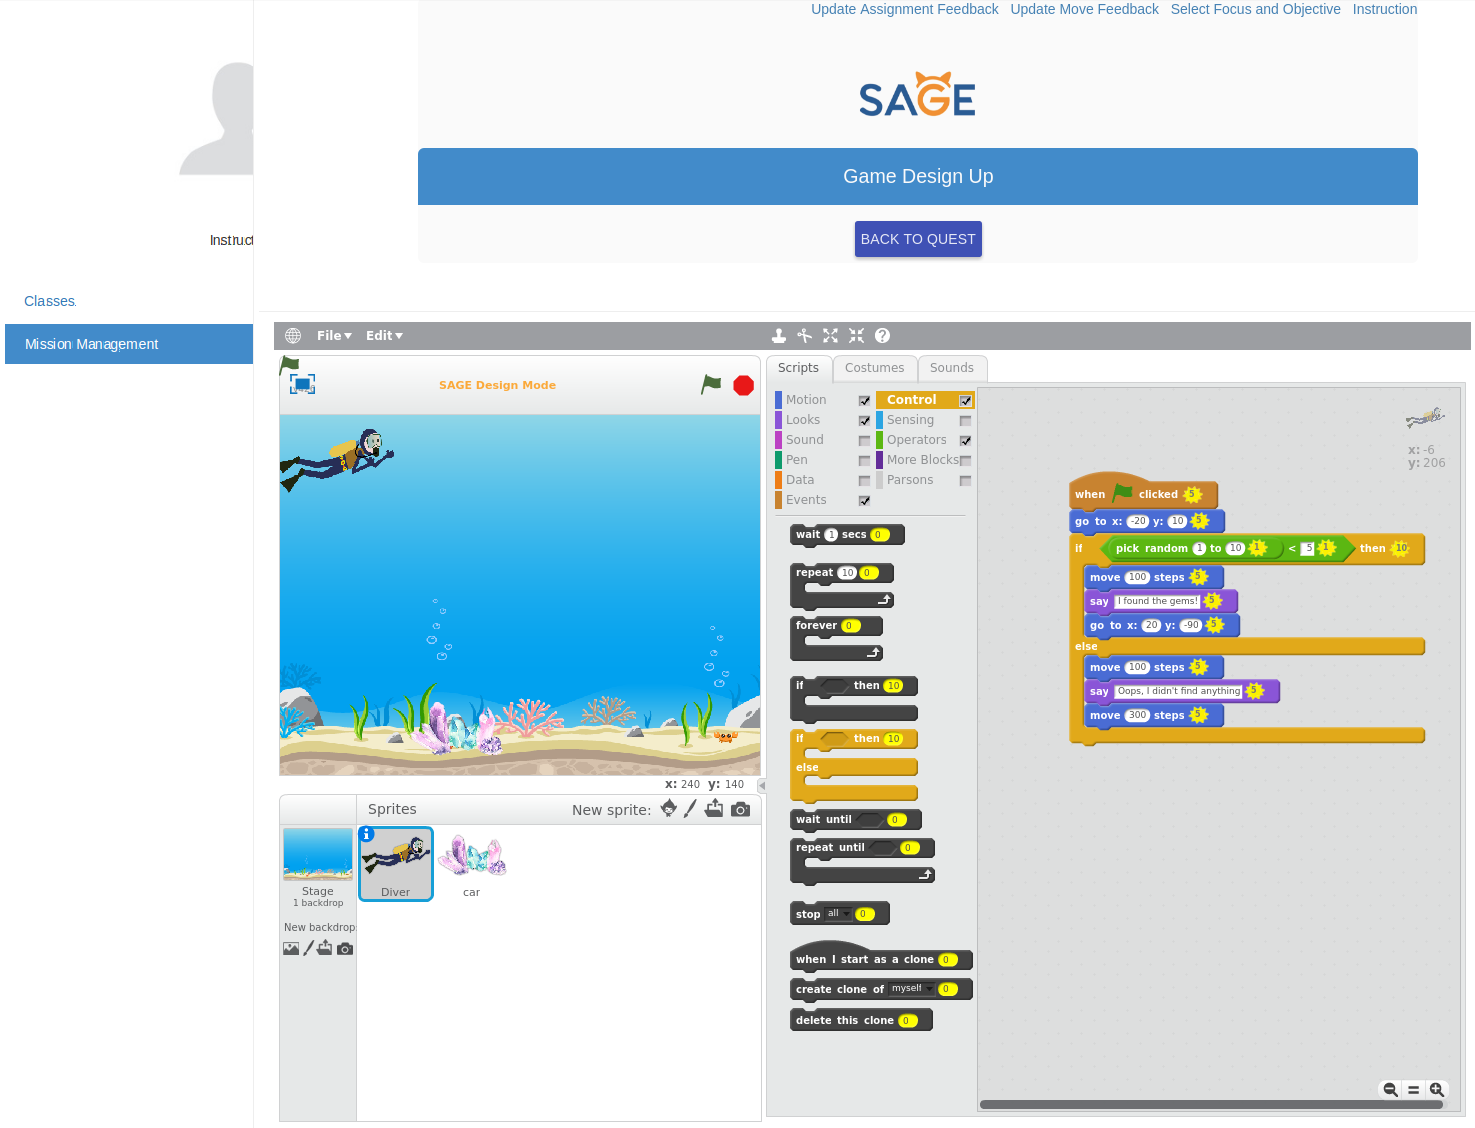 Update Assignment Feedback Update Move Feedback Select Focus and Objective Instruction
SAGE
Game Design Up
BACK TO QUEST
Instruct
Classes
Mission Management
File Edit
SAGE Design Mode
x: 240 y: 140
Sprites New sprite:
Stage
1 backdrop
New backdrop:
Diver
car
Scripts Costumes Sounds
Motion Control
Looks Sensing
Sound Operators
Pen More Blocks
Data Parsons
Events
wait 1 secs 0
repeat 10 0
forever 0
if then 10
if then 10
else
wait until 0
repeat until 0
stop all 0
when I start as a clone 0
create clone of myself 0
delete this clone 0
x: -6
y: 206
when clicked 5
go to x: -20 y: 10 5
if pick random 1 to 10 1 < 5 1 then 10
move 100 steps 5
say I found the gems! 5
go to x: 20 y: -90 5
else
move 100 steps 5
say Oops, I didn't find anything 5
move 300 steps 5